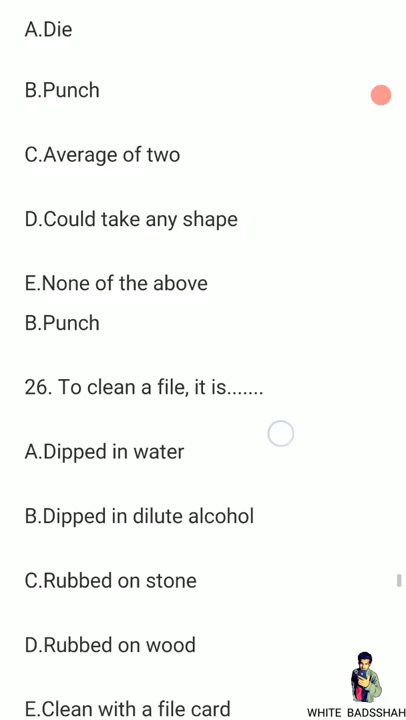 A.Die
B.Punch
C.Average of two
D.Could take any shape
E.None of the above
B.Punch
26. To clean a file, it is.......
A.Dipped in water
B.Dipped in dilute alcohol
C.Rubbed on stone
D.Rubbed on wood
E.Clean with a file card
WHITE BADSSHAH